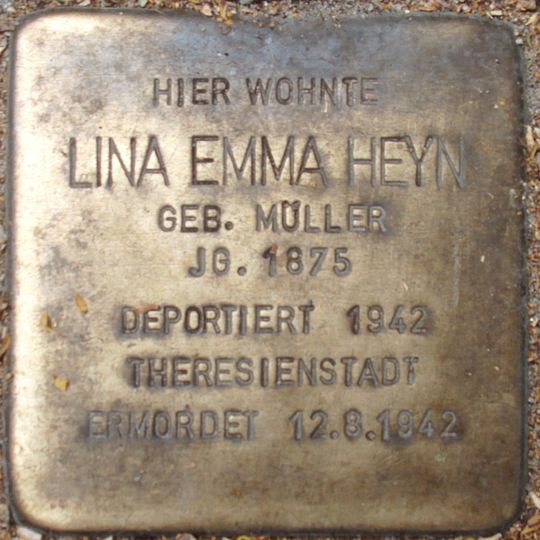 HIER WOHNTE
LINA EMMA HEYN
GEB. MÜLLER
JG. 1875
DEPORTIERT 1942
THERESIENSTADT
ERMORDET 12.8.1942